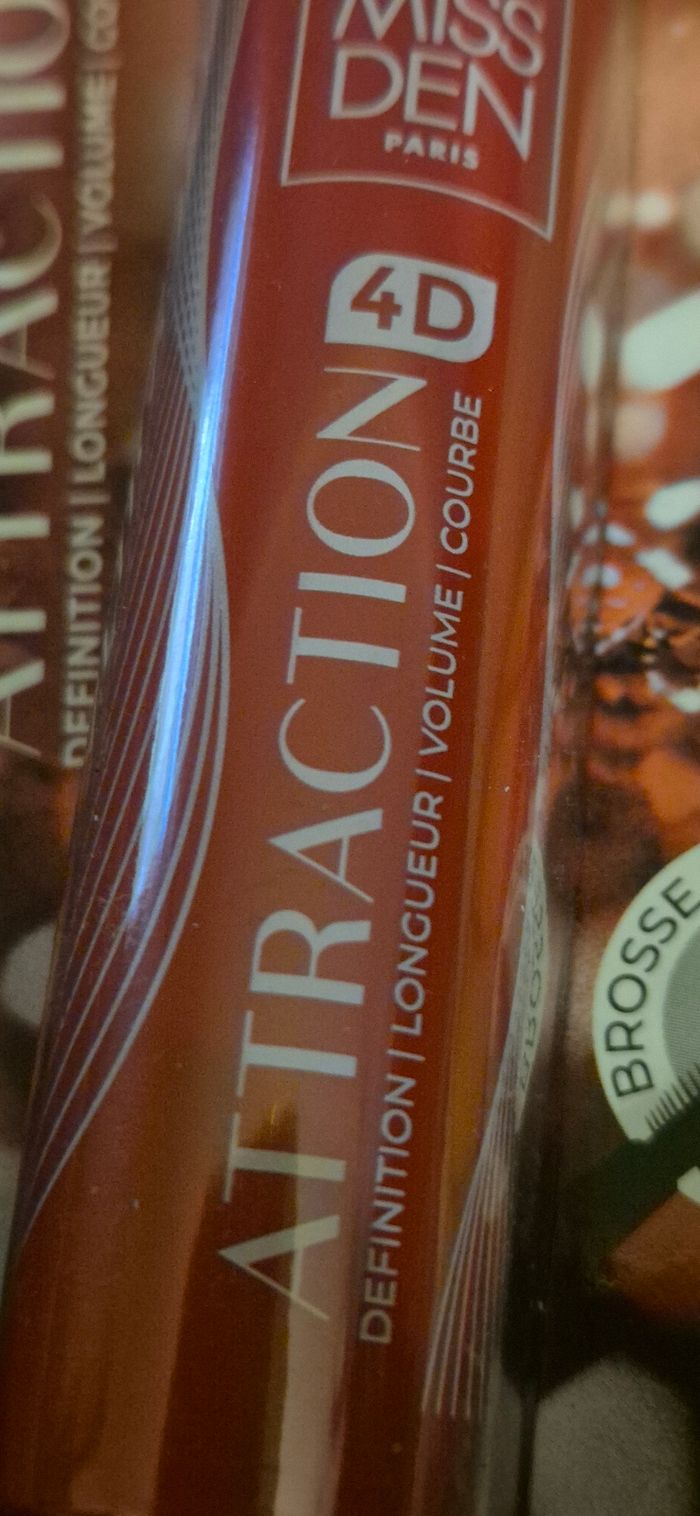 MISS
DEN
PARIS
ATTRACTION 4D
DEFINITION | LONGUEUR | VOLUME | COURBE
DEFINITION | LONGUEUR | VOLUME |
BROSSE